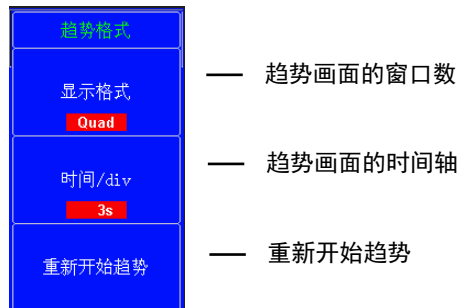 趋势格式
显示格式
Quad
趋势画面的窗口数
时间/div
3s
趋势画面的时间轴
重新开始趋势
重新开始趋势